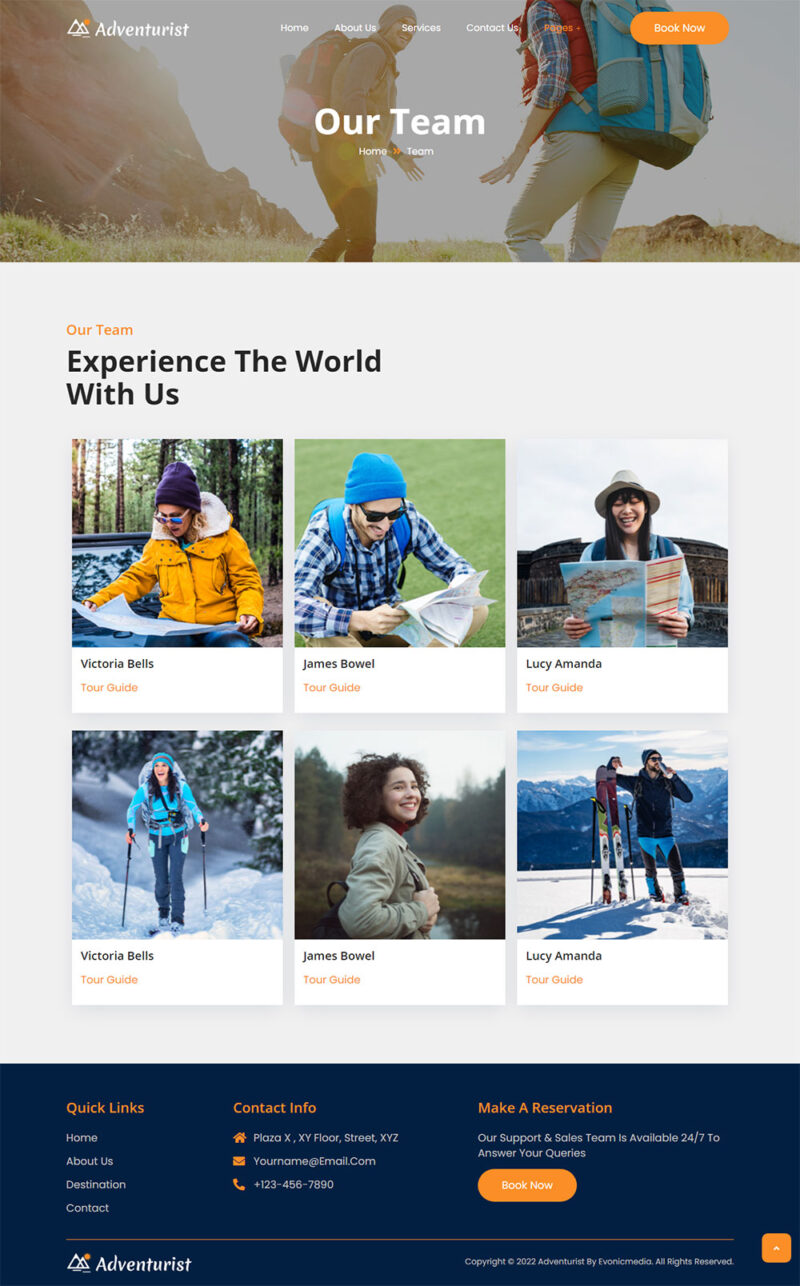 Adventurist
Home About Us Services Contact Us Pages +
Book Now
Our Team
Home » Team
Our Team
Experience The World
With Us
Victoria Bells
Tour Guide
James Bowel
Tour Guide
Lucy Amanda
Tour Guide
Victoria Bells
Tour Guide
James Bowel
Tour Guide
Lucy Amanda
Tour Guide
Quick Links
Home
About Us
Destination
Contact
Contact Info
Plaza X , XY Floor, Street, XYZ
Yourname@Email.Com
+123-456-7890
Make A Reservation
Our Support & Sales Team Is Available 24/7 To
Answer Your Queries
Book Now
Adventurist
Copyright © 2022 Adventurist By Evonicmedia. All Rights Reserved.